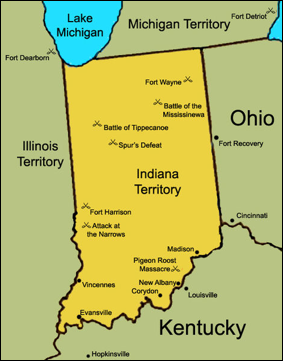 Lake
Michigan
Michigan Territory
Fort Detriot
Fort Dearborn
Fort Wayne
Battle of the
Mississinewa
Battle of Tippecanoe
Ohio
Spur's Defeat
Fort Recovery
Illinois
Territory
Indiana
Territory
Fort Harrison
Attack at
the Narrows
Cincinnati
Madison
Pigeon Roost
Massacre
Vincennes
New Albany
Corydon
Louisville
Evansville
Kentucky
Hopkinsville